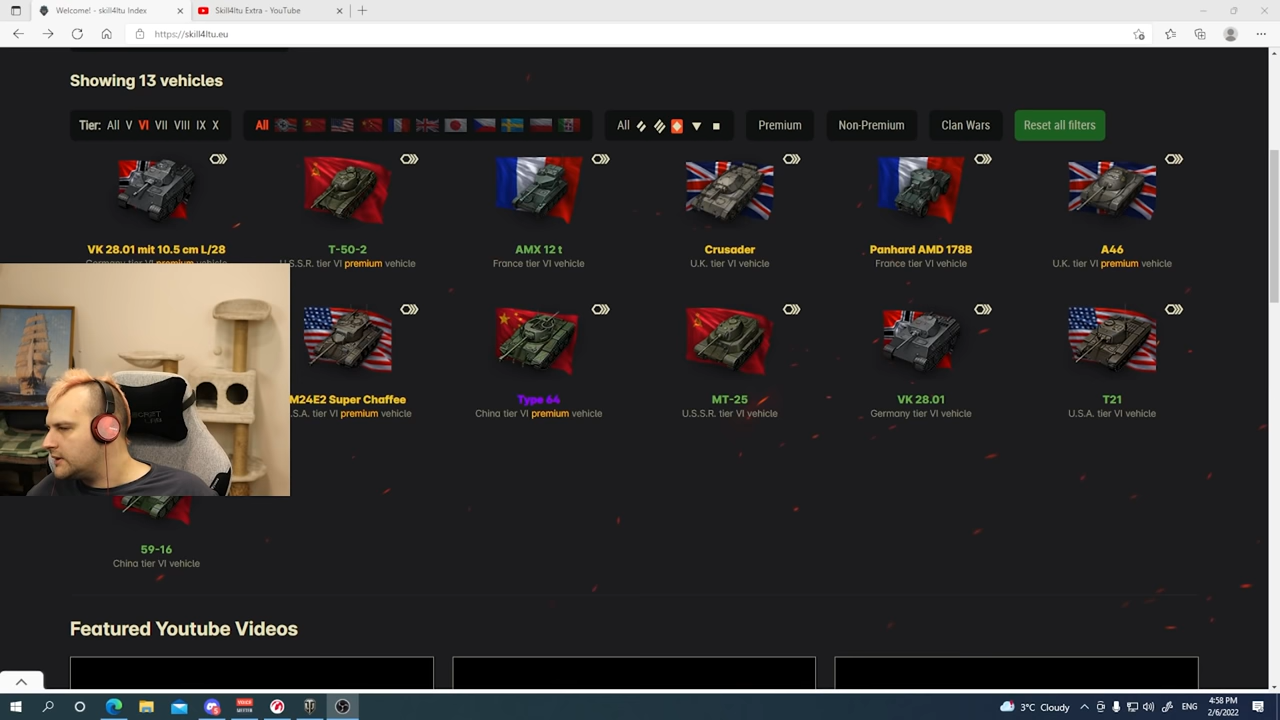 Welcome! - skill4ltu Index
Skill4ltu Extra - YouTube
https://skill4ltu.eu
Showing 13 vehicles
Tier: All V VI VII VIII IX X
All
All
Premium
Non-Premium
Clan Wars
Reset all filters
VK 28.01 mit 10.5 cm L/28
Germany tier VI premium vehicle
T-50-2
U.S.S.R. tier VI premium vehicle
AMX 12 t
France tier VI vehicle
Crusader
U.K. tier VI vehicle
Panhard AMD 178B
France tier VI vehicle
A46
U.K. tier VI premium vehicle
M24E2 Super Chaffee
.S.A. tier VI premium vehicle
Type 64
China tier VI premium vehicle
MT-25
U.S.S.R. tier VI vehicle
VK 28.01
Germany tier VI vehicle
T21
U.S.A. tier VI vehicle
59-16
China tier VI vehicle
Featured Youtube Videos
3°C Cloudy
ENG
4:58 PM
2/6/2022